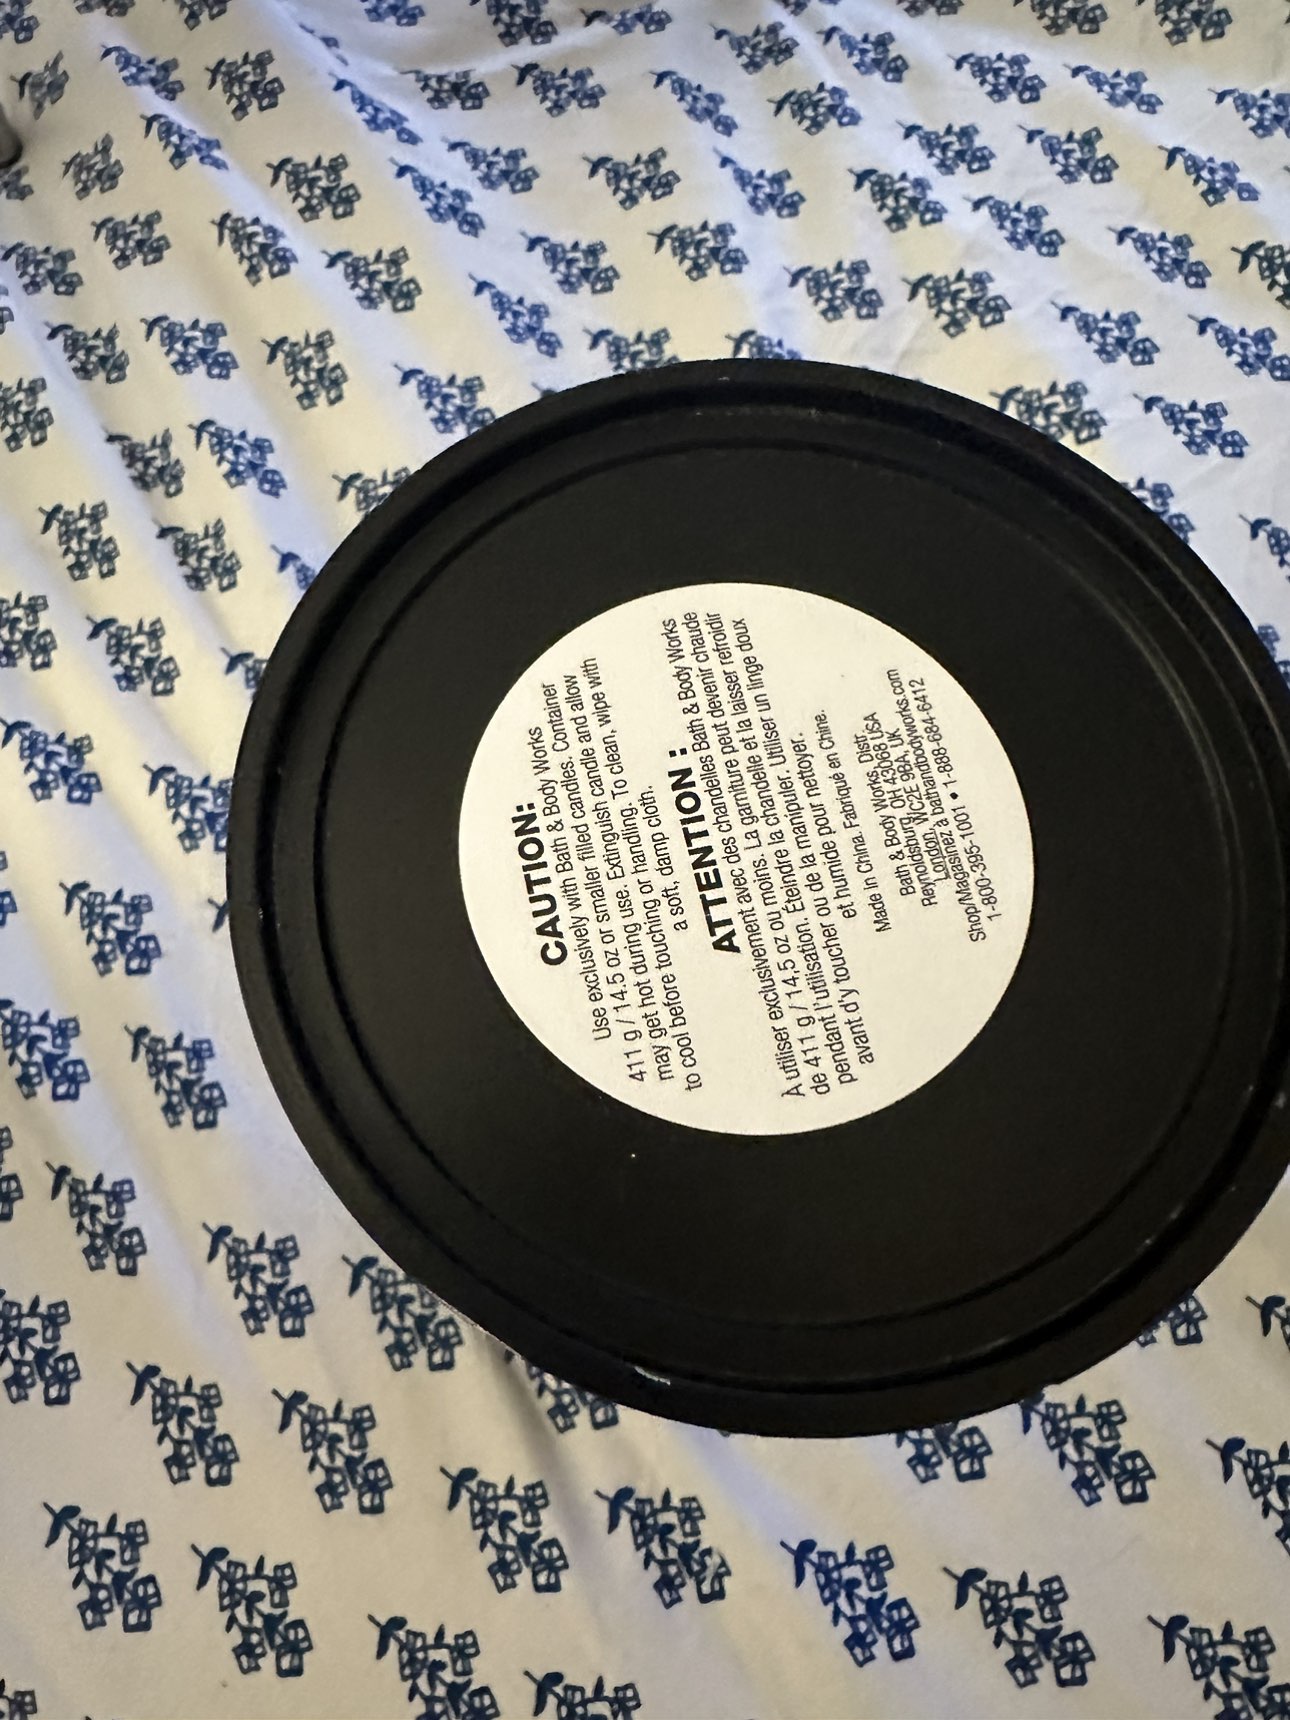 CAUTION:
Use exclusively with Bath & Body Works
411 g / 14.5 oz or smaller filled candles. Container
may get hot during use. Extinguish candle and allow
to cool before touching or handling. To clean, wipe with
a soft, damp cloth.
ATTENTION :
À utiliser exclusivement avec des chandelles Bath & Body Works
de 411 g / 14,5 oz ou moins. La garniture peut devenir chaude
pendant l'utilisation. Éteindre la chandelle et la laisser refroidir
avant d'y toucher ou de la manipuler. Utiliser un linge doux
et humide pour nettoyer.
Made in China. Fabriqué en Chine.
Bath & Body Works, Distr.
Reynoldsburg, OH 43068 USA
London, WC2E 9RA, UK
Shop/Magasinez à bathandbodyworks.com
1-800-395-1001 • 1-888-684-6412